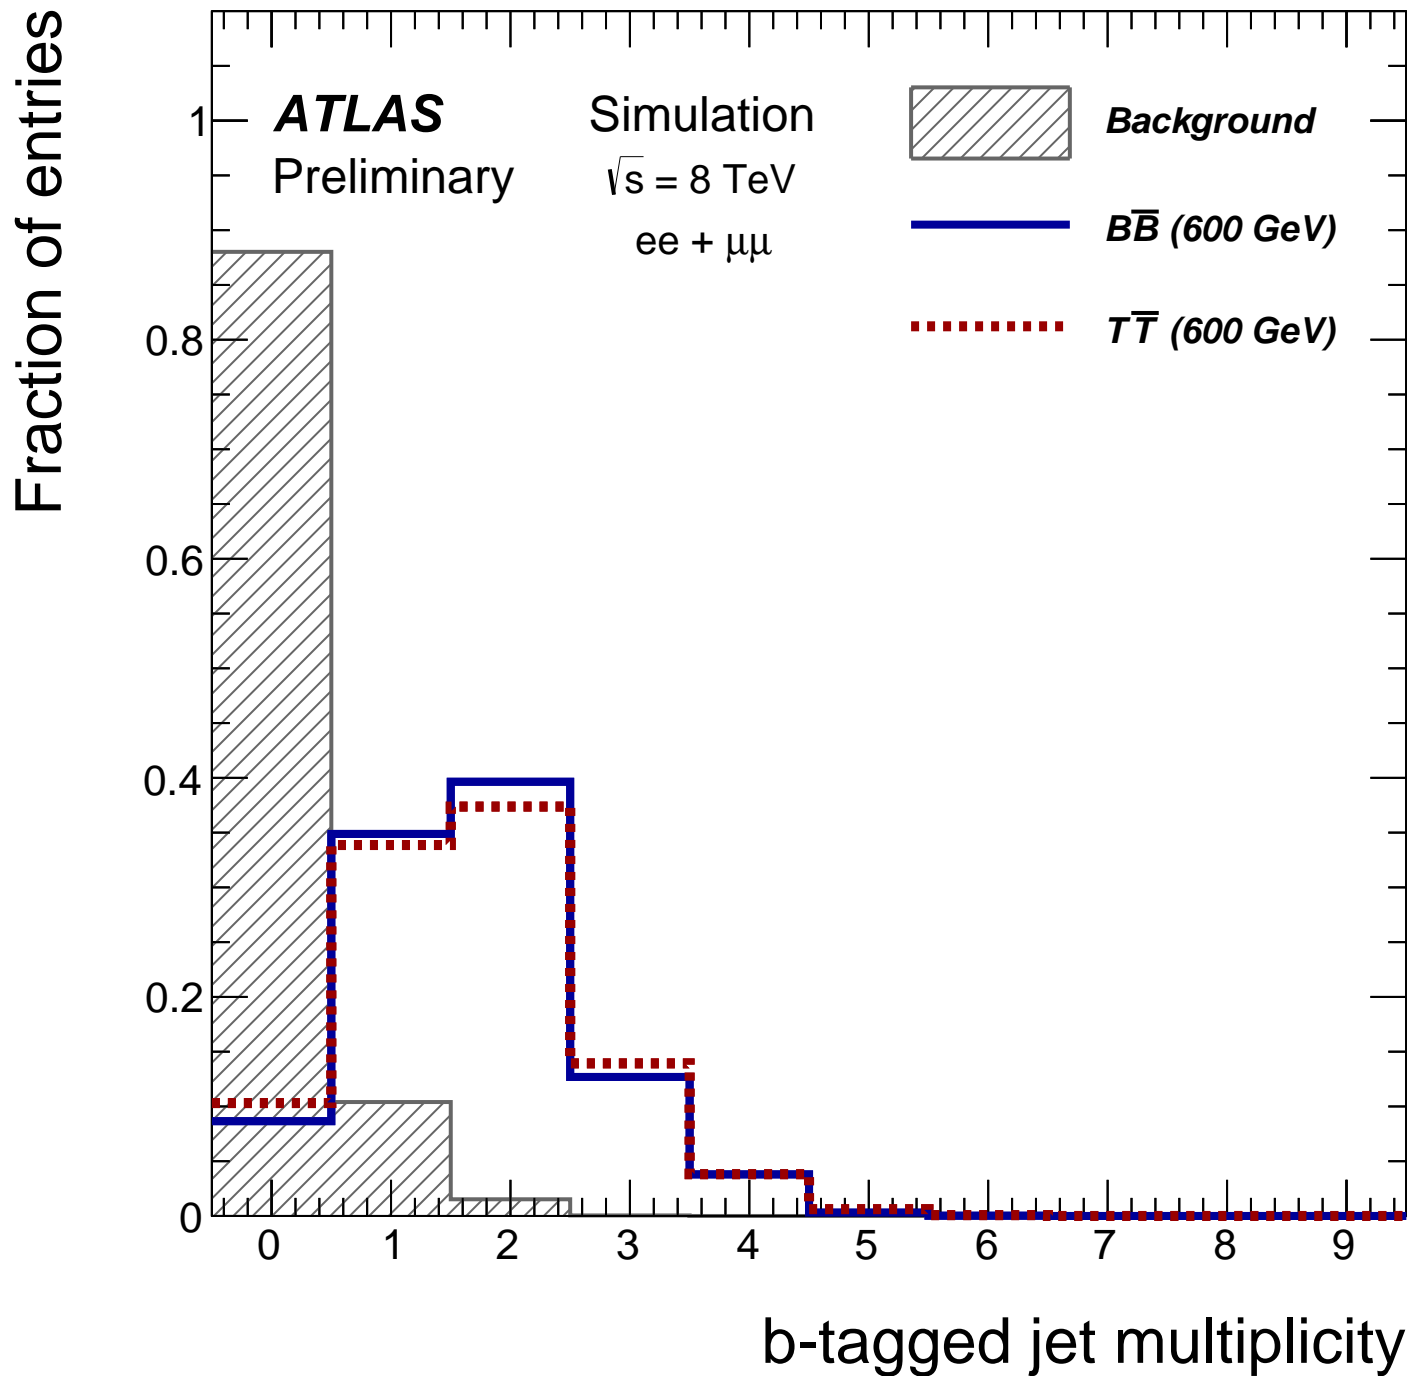 Fraction of entries
ATLAS Simulation
Preliminary √s = 8 TeV
ee + μμ
Background
BB̅ (600 GeV)
TT̅ (600 GeV)
1
0.8
0.6
0.4
0.2
0
0 1 2 3 4 5 6 7 8 9
b-tagged jet multiplicity